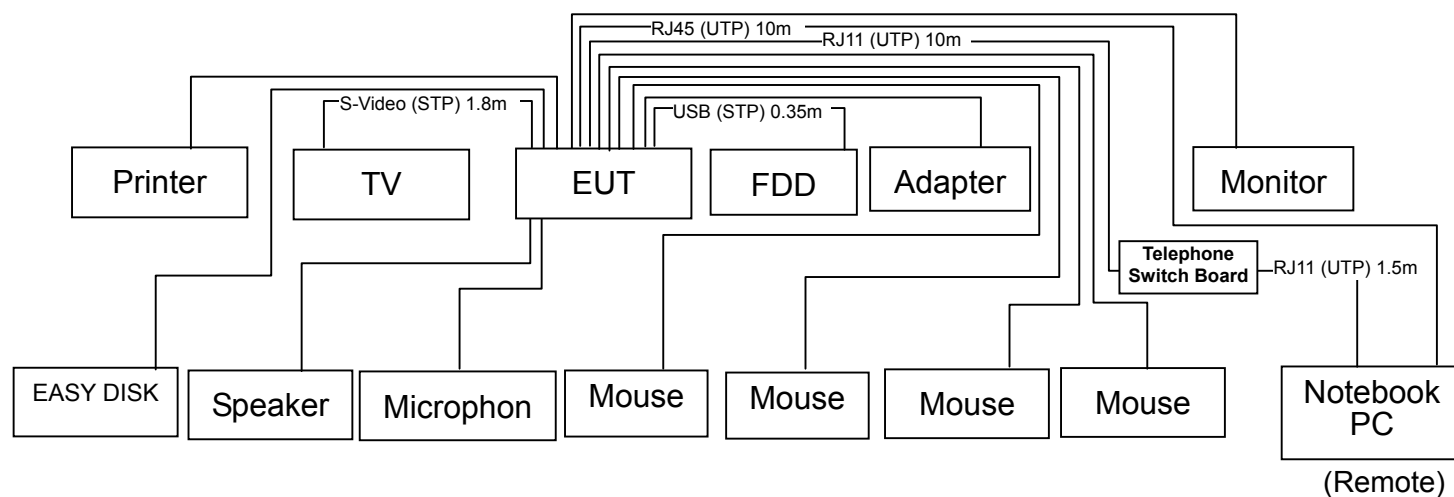 RJ45 (UTP) 10m
RJ11 (UTP) 10m
S-Video (STP) 1.8m
USB (STP) 0.35m
Printer
TV
EUT
FDD
Adapter
Monitor
Telephone
Switch Board
RJ11 (UTP) 1.5m
EASY DISK
Speaker
Microphon
Mouse
Mouse
Mouse
Mouse
Notebook
PC
(Remote)